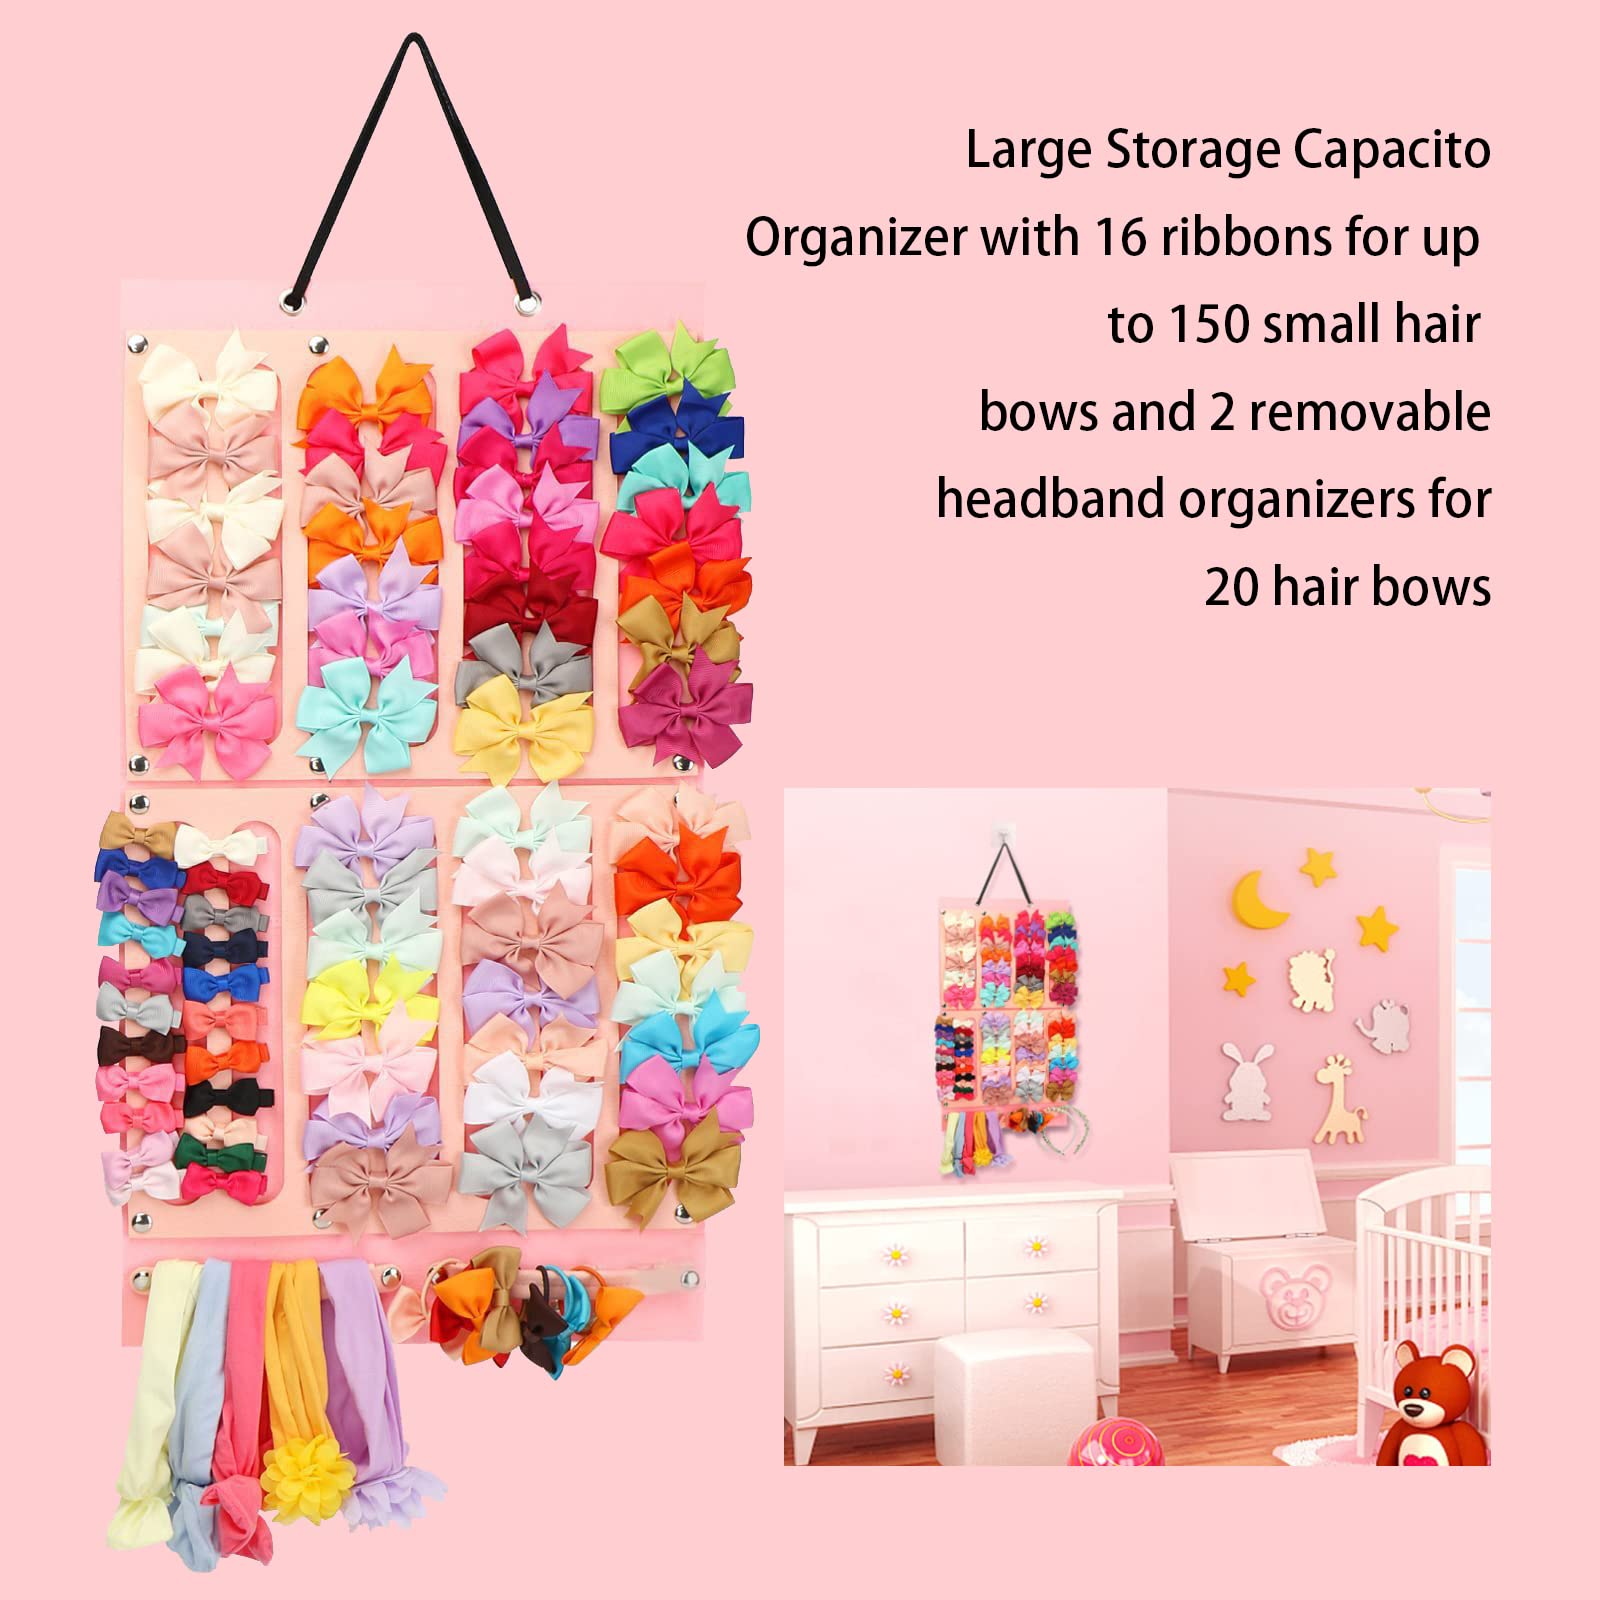 Large Storage Capacito
Organizer with 16 ribbons for up
to 150 small hair
bows and 2 removable
headband organizers for
20 hair bows